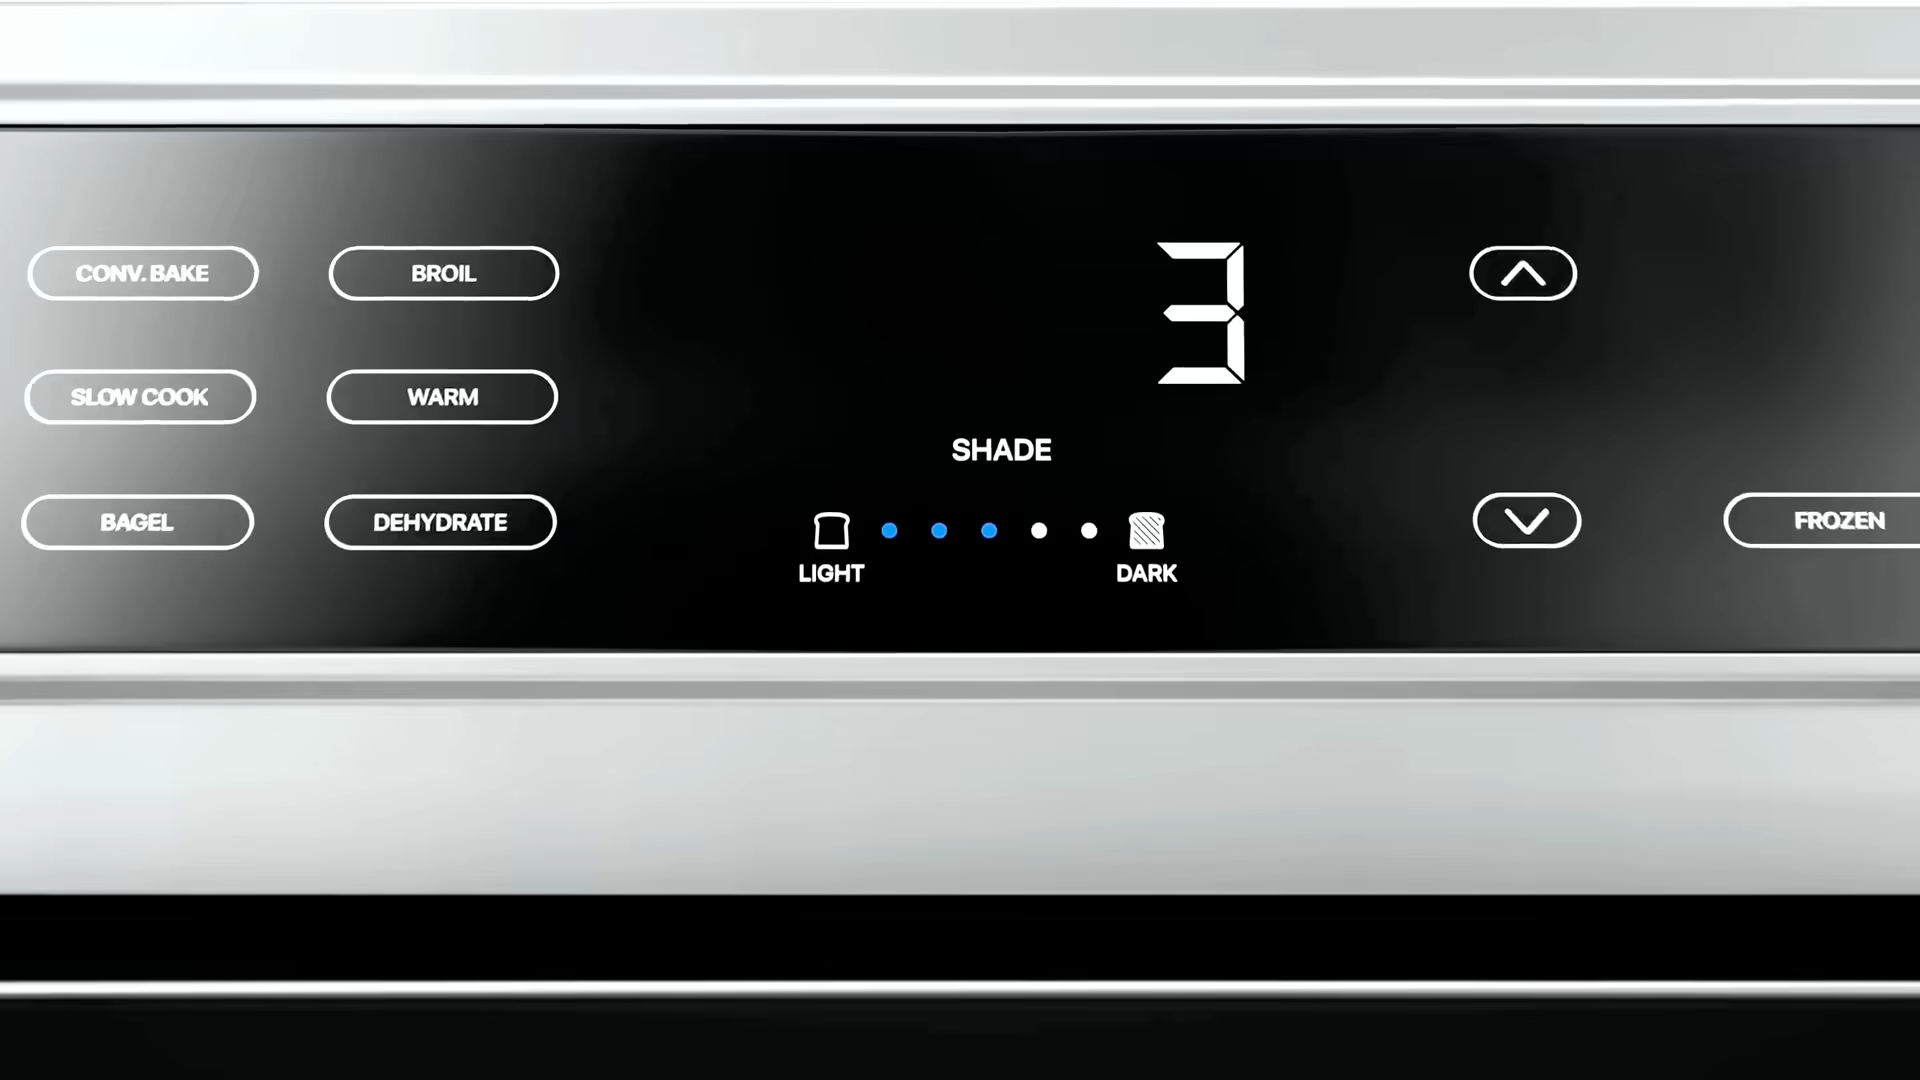 CONV. BAKE
BROIL
3
SLOW COOK
WARM
SHADE
BAGEL
DEHYDRATE
FROZEN
LIGHT
DARK